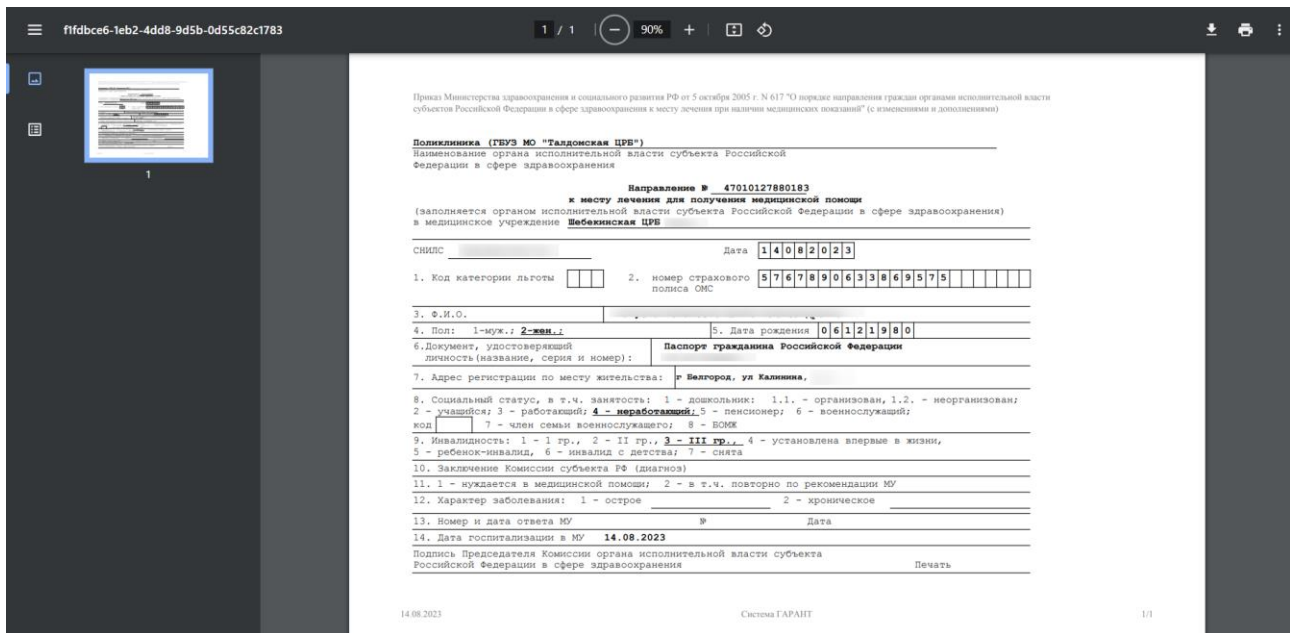 f1fdbce6-1eb2-4dd8-9d5b-0d55c82c1783
1 / 1
90%
1
Приказ Министерства здравоохранения и социального развития РФ от 5 октября 2005 г. N 617 "О порядке направления граждан органами исполнительной власти
субъектов Российской Федерации в сфере здравоохранения к месту лечения при наличии медицинских показаний" (с изменениями и дополнениями)
Поликлиника (ГБУЗ МО "Талдомская ЦРБ")
Наименование органа исполнительной власти субъекта Российской
Федерации в сфере здравоохранения
Направление № 47010127880183
к месту лечения для получения медицинской помощи
(заполняется органом исполнительной власти субъекта Российской Федерации в сфере здравоохранения)
в медицинское учреждение Шебекинская ЦРБ
СНИЛС Дата 14082023
1. Код категории льготы 2. номер страхового 5767890633869575
полиса ОМС
3. Ф.И.О.
4. Пол: 1-муж.; 2-жен.; 5. Дата рождения 06121980
6.Документ, удостоверяющий Паспорт гражданина Российской Федерации
личность(название, серия и номер):
7. Адрес регистрации по месту жительства: г Белгород, ул Калинина,
8. Социальный статус, в т.ч. занятость: 1 - дошкольник: 1.1. - организован, 1.2. - неорганизован;
2 - учащийся; 3 - работающий; 4 - неработающий; 5 - пенсионер; 6 - военнослужащий;
код 7 - член семьи военнослужащего; 8 - БОМЖ
9. Инвалидность: 1 - 1 гр., 2 - II гр., 3 - III гр., 4 - установлена впервые в жизни,
5 - ребенок-инвалид, 6 - инвалид с детства; 7 - снята
10. Заключение Комиссии субъекта РФ (диагноз)
11. 1 - нуждается в медицинской помощи; 2 - в т.ч. повторно по рекомендации МУ
12. Характер заболевания: 1 - острое 2 - хроническое
13. Номер и дата ответа МУ № Дата
14. Дата госпитализации в МУ 14.08.2023
Подпись Председателя Комиссии органа исполнительной власти субъекта
Российской Федерации в сфере здравоохранения Печать
14.08.2023 Система ГАРАНТ 1/1